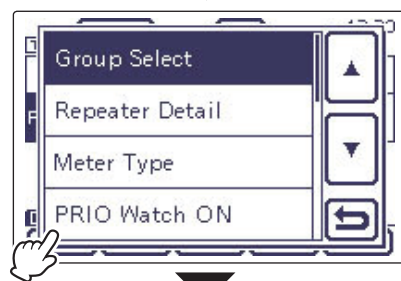 Group Select
Repeater Detail
Meter Type
PRIO Watch ON